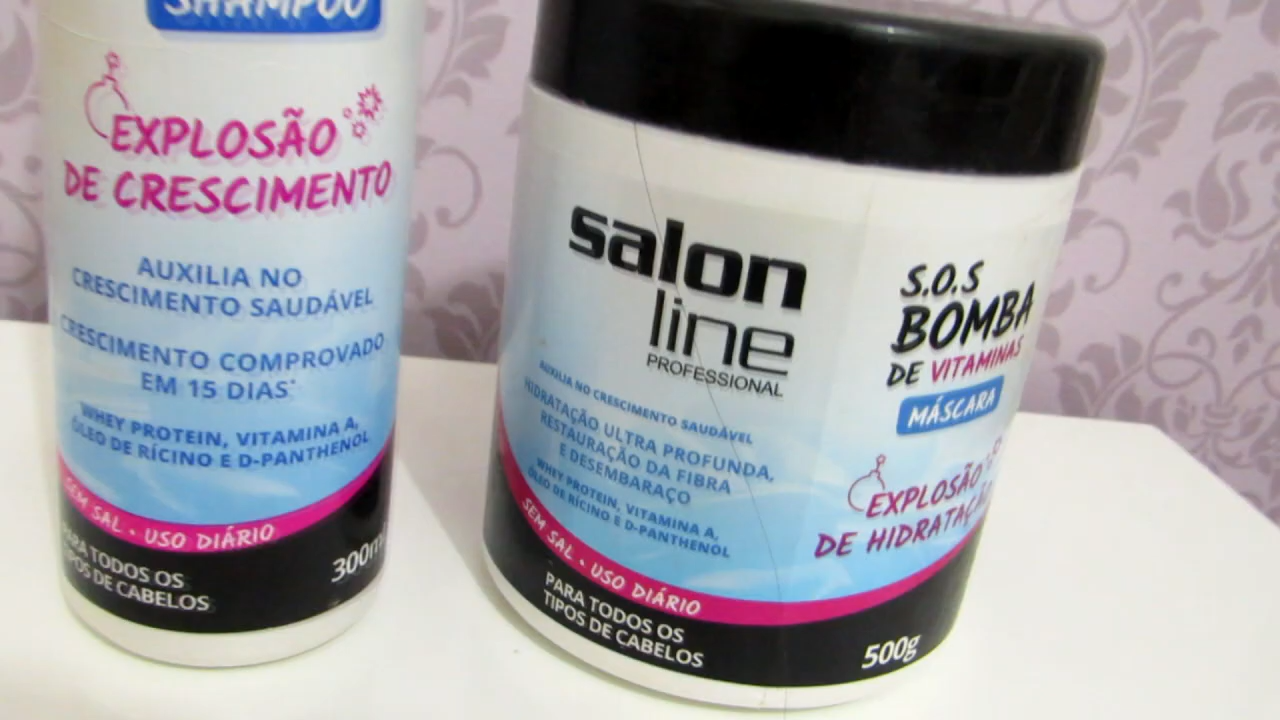 SHAMPOO
EXPLOSÃO
DE CRESCIMENTO
AUXILIA NO
CRESCIMENTO SAUDÁVEL
CRESCIMENTO COMPROVADO
EM 15 DIAS*
WHEY PROTEIN, VITAMINA A,
ÓLEO DE RÍCINO E D-PANTHENOL
SEM SAL • USO DIÁRIO
PARA TODOS OS
TIPOS DE CABELOS
300ml
salon
line
PROFESSIONAL
AUXILIA NO CRESCIMENTO SAUDÁVEL
HIDRATAÇÃO ULTRA PROFUNDA,
RESTAURAÇÃO DA FIBRA
E DESEMBARAÇO
WHEY PROTEIN, VITAMINA A,
ÓLEO DE RÍCINO E D-PANTHENOL
SEM SAL • USO DIÁRIO
PARA TODOS OS
TIPOS DE CABELOS
S.O.S
BOMBA
DE VITAMINAS
MÁSCARA
EXPLOSÃO
DE HIDRATAÇÃO
500g